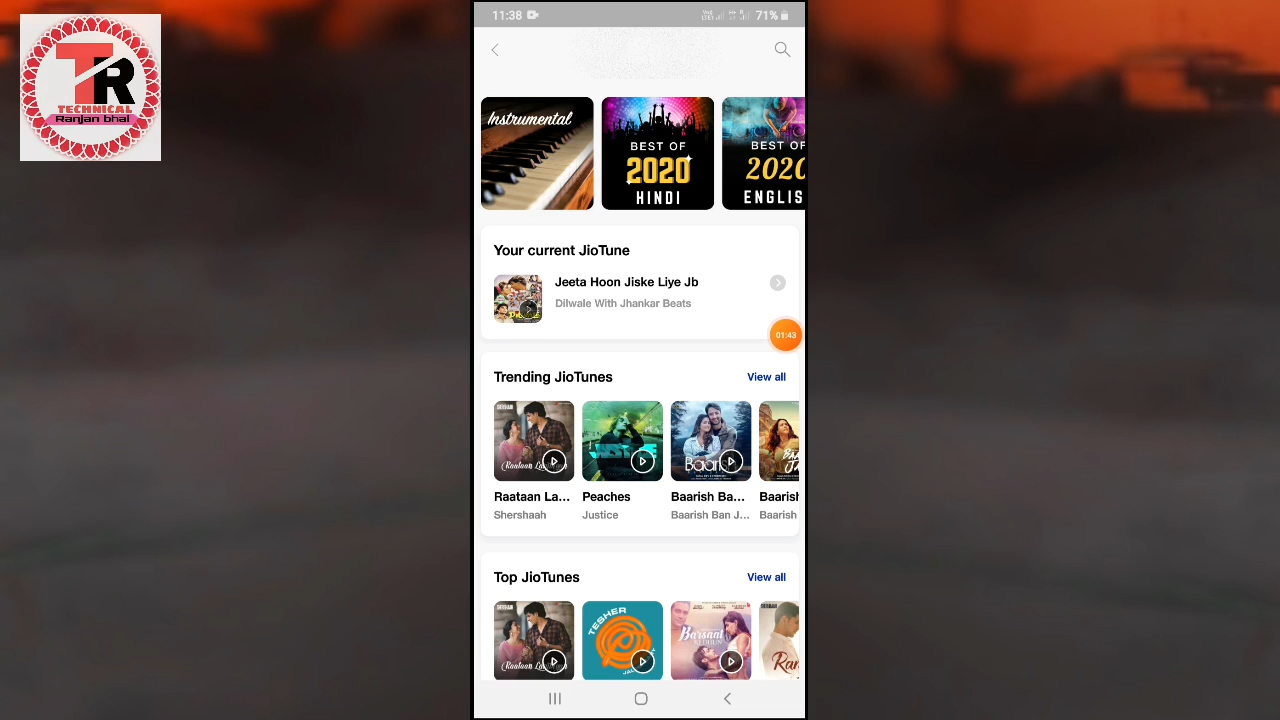 11:38
71%
TR
TECHNICAL
Ranjan bhai
Instrumental
BEST OF
2020
HINDI
BEST OF
2020
ENGLIS
Your current JioTune
Jeeta Hoon Jiske Liye Jb
Dilwale With Jhankar Beats
01:43
Trending JioTunes
View all
Raataan La...
Peaches
Baarish Ba...
Baarish
Shershaah
Justice
Baarish Ban J...
Baarish
Top JioTunes
View all
TESHER
Barsaat